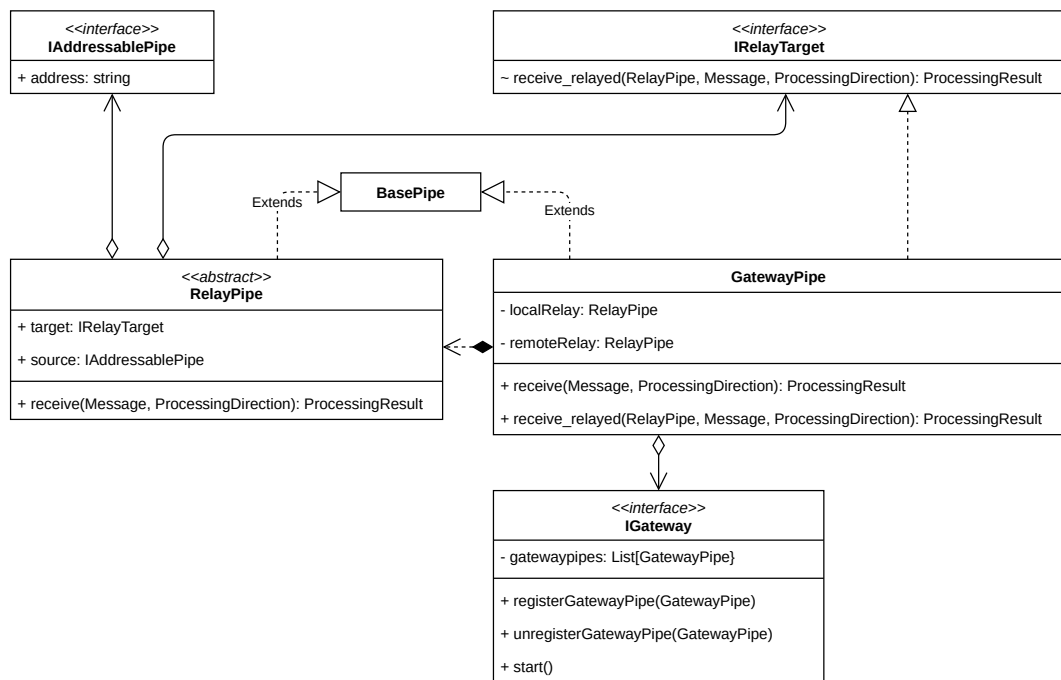 <<interface>>
IAddressablePipe
+ address: string
<<interface>>
IRelayTarget
~ receive_relayed(RelayPipe, Message, ProcessingDirection): ProcessingResult
BasePipe
Extends
Extends
<<abstract>>
RelayPipe
+ target: IRelayTarget
+ source: IAddressablePipe
+ receive(Message, ProcessingDirection): ProcessingResult
GatewayPipe
- localRelay: RelayPipe
- remoteRelay: RelayPipe
+ receive(Message, ProcessingDirection): ProcessingResult
+ receive_relayed(RelayPipe, Message, ProcessingDirection): ProcessingResult
<<interface>>
IGateway
- gatewaypipes: List[GatewayPipe}
+ registerGatewayPipe(GatewayPipe)
+ unregisterGatewayPipe(GatewayPipe)
+ start()